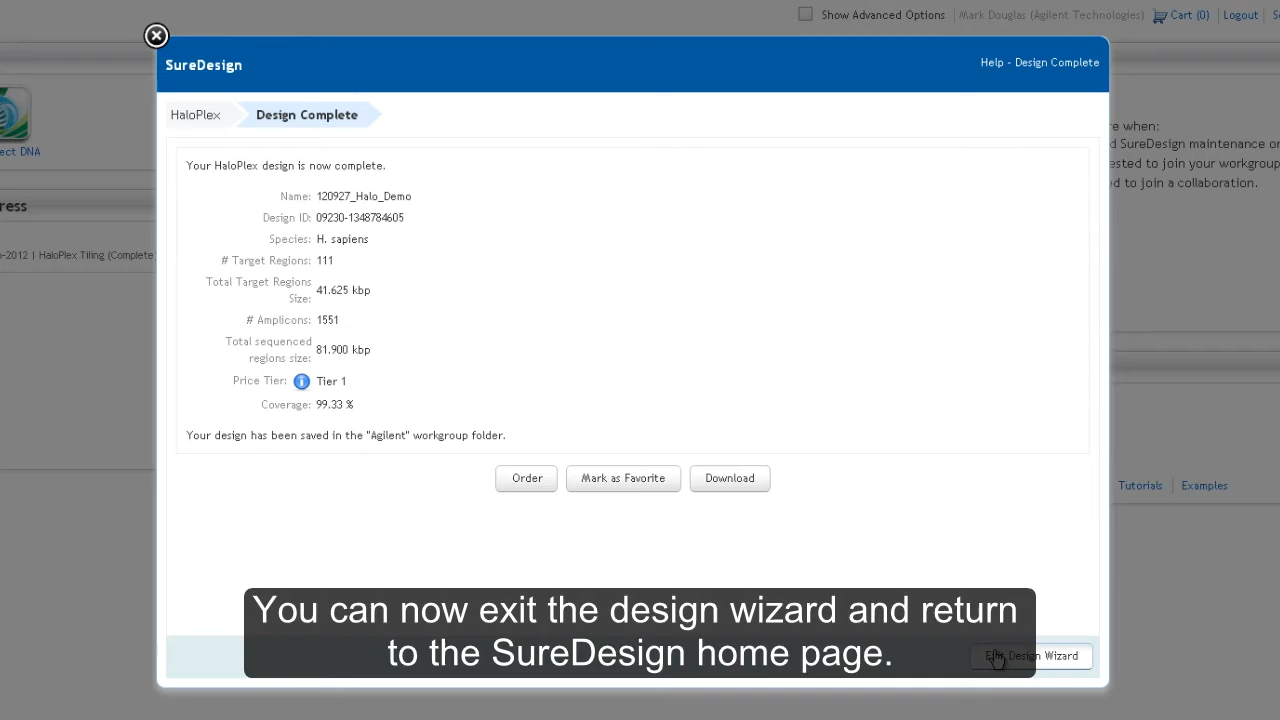 Show Advanced Options
Mark Douglas (Agilent Technologies)
Cart (0)
Logout
SureDesign
Help - Design Complete
HaloPlex
Design Complete
Your HaloPlex design is now complete.
Name: 120927_Halo_Demo
Design ID: 09230-1348784605
Species: H. sapiens
# Target Regions: 111
Total Target Regions
Size: 41.625 kbp
# Amplicons: 1551
Total sequenced
regions size: 81.900 kbp
Price Tier: Tier 1
Coverage: 99.33 %
Your design has been saved in the "Agilent" workgroup folder.
Order
Mark as Favorite
Download
ect DNA
ress
-2012 | HaloPlex Tiling (Complete
re when:
d SureDesign maintenance or
ested to join your workgroup
d to join a collaboration.
Tutorials
Examples
You can now exit the design wizard and return
to the SureDesign home page.
Design Wizard